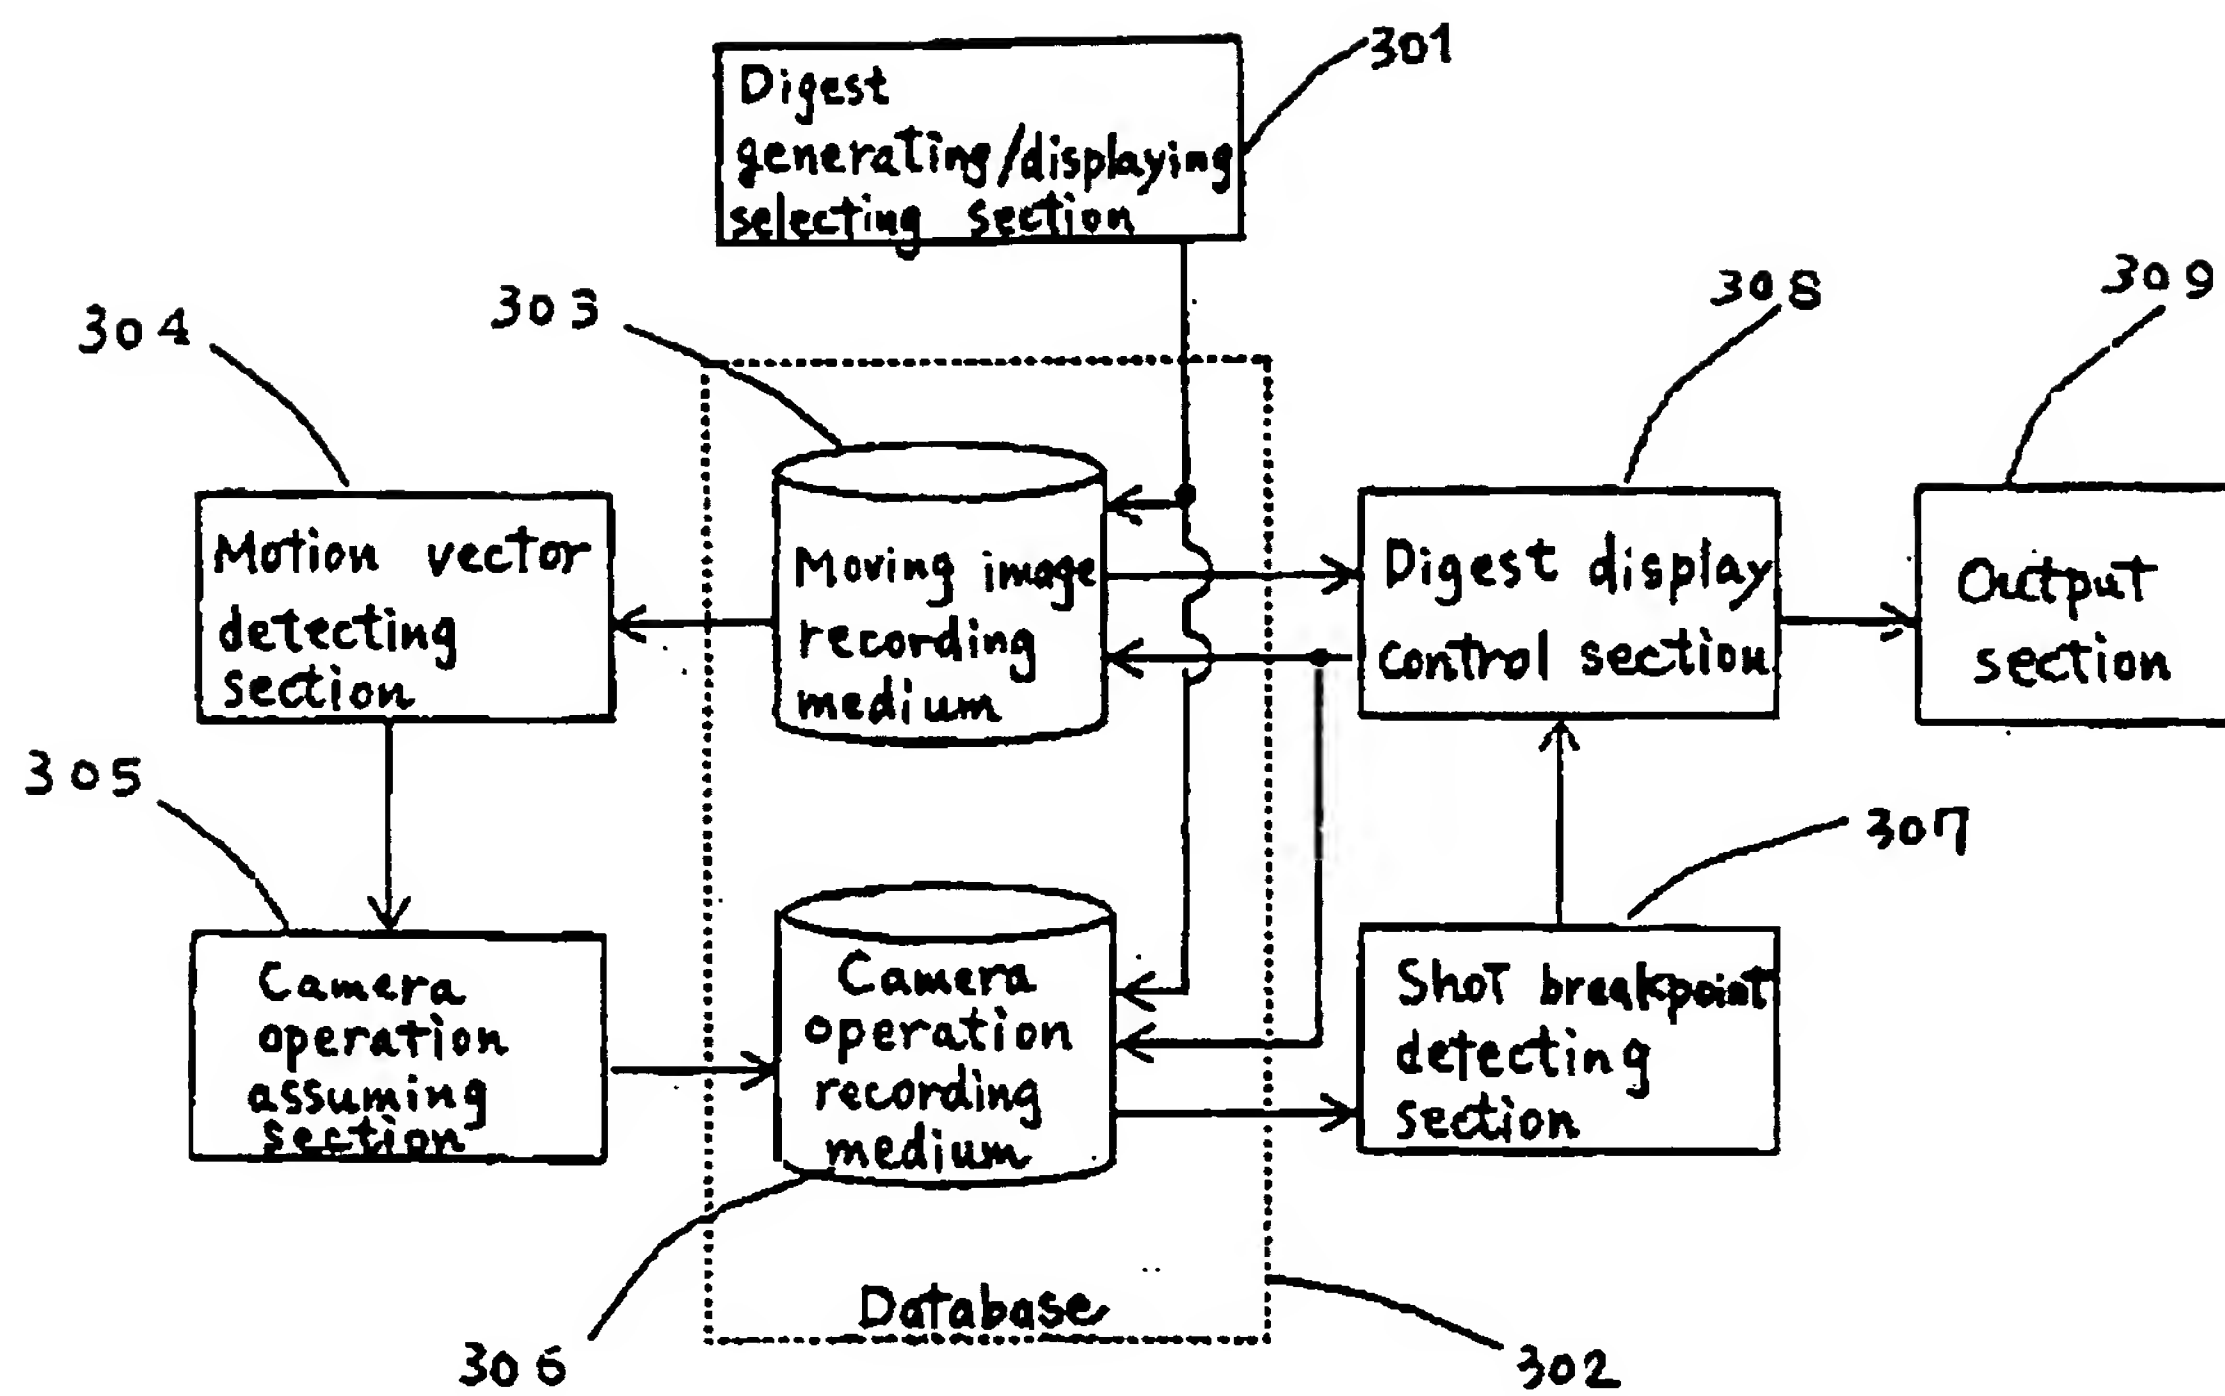 301
Digest
generating/displaying
selecting section
304
303
308
309
Motion vector
detecting
section
Moving image
recording
medium
Digest display
control section
Output
section
305
307
Camera
operation
assuming
section
Camera
operation
recording
medium
Shot breakpoint
detecting
section
Database
306
302